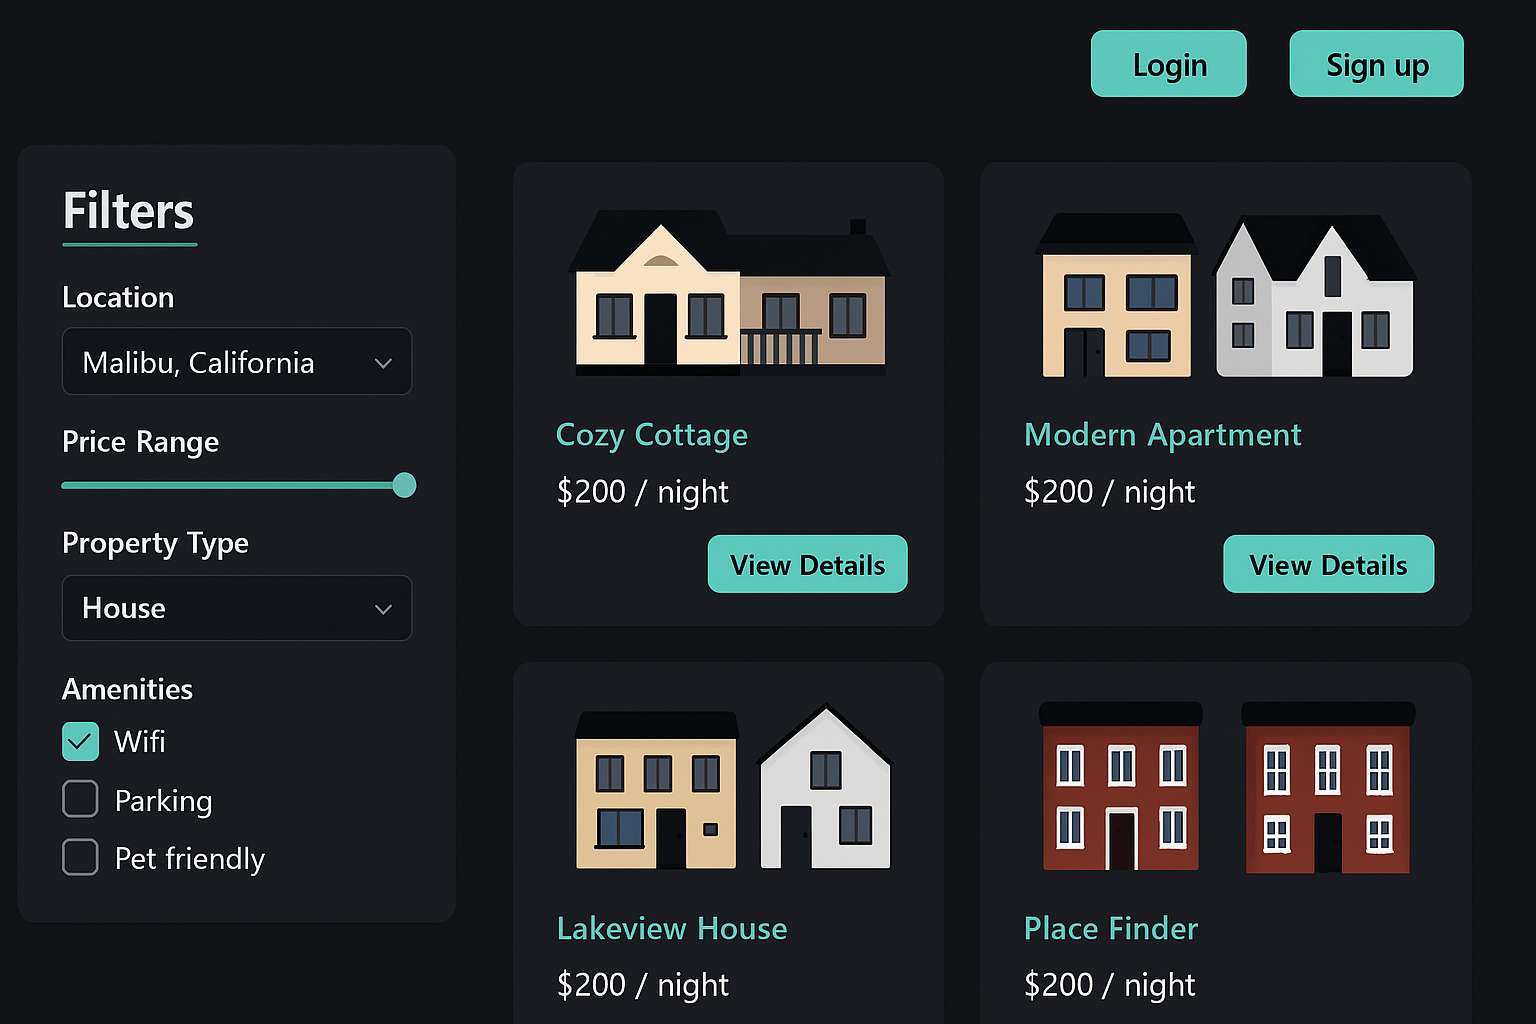 Login
Sign up
Filters
Location
Malibu, California
Price Range
Property Type
House
Amenities
Wifi
Parking
Pet friendly
Cozy Cottage
$200 / night
View Details
Modern Apartment
$200 / night
View Details
Lakeview House
$200 / night
Place Finder
$200 / night